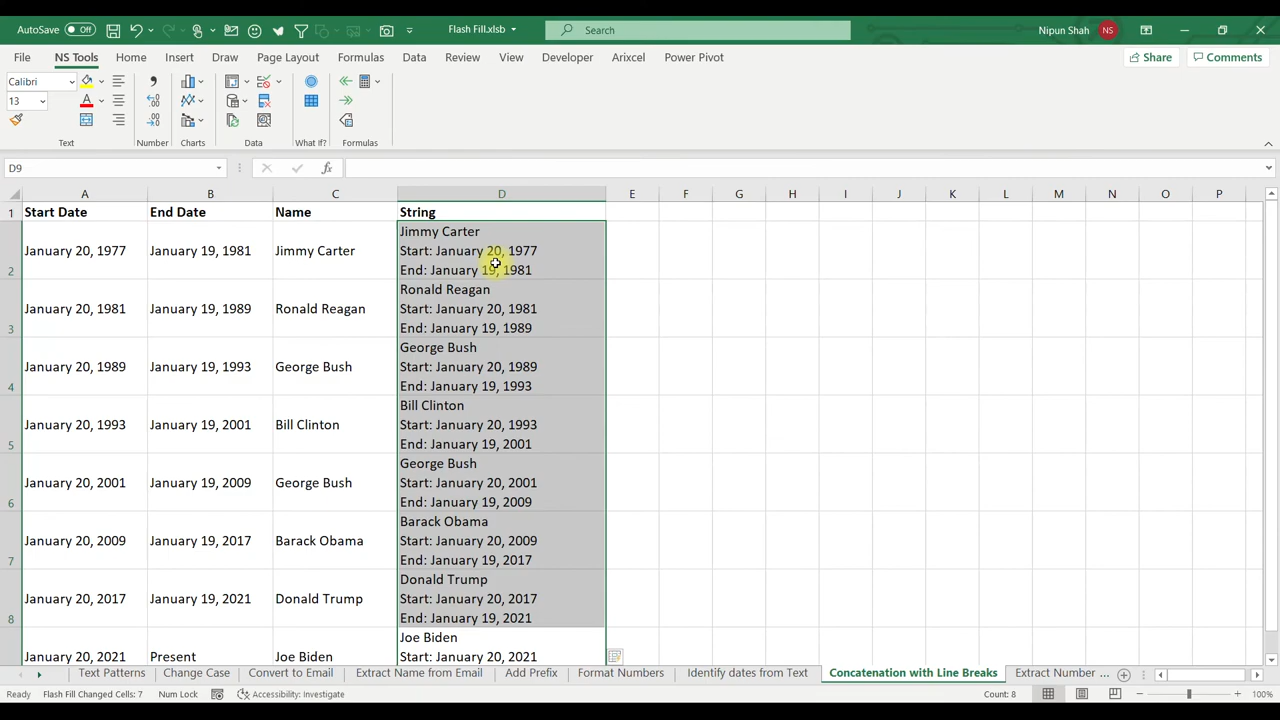 AutoSave Off Flash Fill.xlsb Search Nipun Shah NS
File NS Tools Home Insert Draw Page Layout Formulas Data Review View Developer Arixcel Power Pivot Share Comments
Calibri
13
Text Number Charts Data What If? Formulas
D9 fx
A B C D E F G H I J K L M N O P
1 Start Date End Date Name String
Jimmy Carter
January 20, 1977 January 19, 1981 Jimmy Carter Start: January 20, 1977
2 End: January 19, 1981
Ronald Reagan
January 20, 1981 January 19, 1989 Ronald Reagan Start: January 20, 1981
3 End: January 19, 1989
George Bush
January 20, 1989 January 19, 1993 George Bush Start: January 20, 1989
4 End: January 19, 1993
Bill Clinton
January 20, 1993 January 19, 2001 Bill Clinton Start: January 20, 1993
5 End: January 19, 2001
George Bush
January 20, 2001 January 19, 2009 George Bush Start: January 20, 2001
6 End: January 19, 2009
Barack Obama
January 20, 2009 January 19, 2017 Barack Obama Start: January 20, 2009
7 End: January 19, 2017
Donald Trump
January 20, 2017 January 19, 2021 Donald Trump Start: January 20, 2017
8 End: January 19, 2021
Joe Biden
January 20, 2021 Present Joe Biden Start: January 20, 2021
Text Patterns Change Case Convert to Email Extract Name from Email Add Prefix Format Numbers Identify dates from Text Concatenation with Line Breaks Extract Number ...
Ready Flash Fill Changed Cells: 7 Num Lock Accessibility: Investigate Count: 8 100%